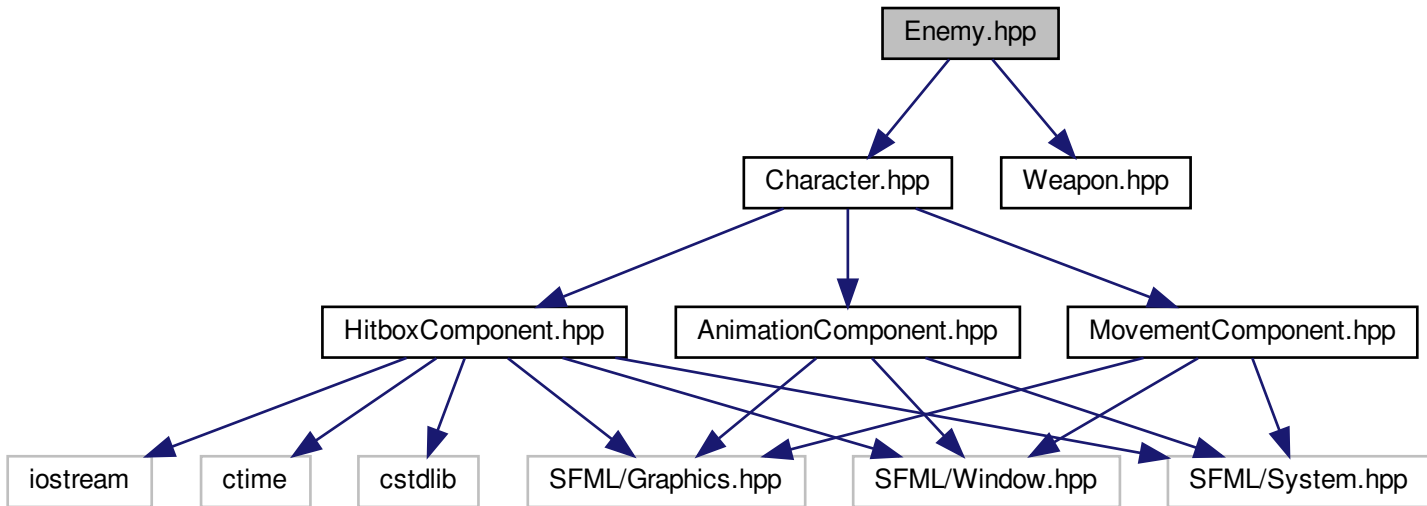 Enemy.hpp
Character.hpp
Weapon.hpp
HitboxComponent.hpp
AnimationComponent.hpp
MovementComponent.hpp
iostream
ctime
cstdlib
SFML/Graphics.hpp
SFML/Window.hpp
SFML/System.hpp